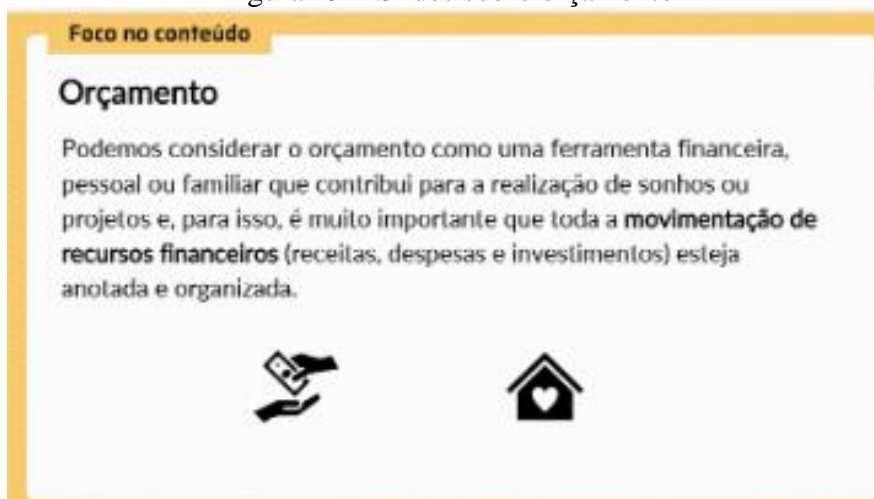 Foco no conteúdo
Orçamento
Podemos considerar o orçamento como uma ferramenta financeira,
pessoal ou familiar que contribui para a realização de sonhos ou
projetos e, para isso, é muito importante que toda a movimentação de
recursos financeiros (receitas, despesas e investimentos) esteja
anotada e organizada.